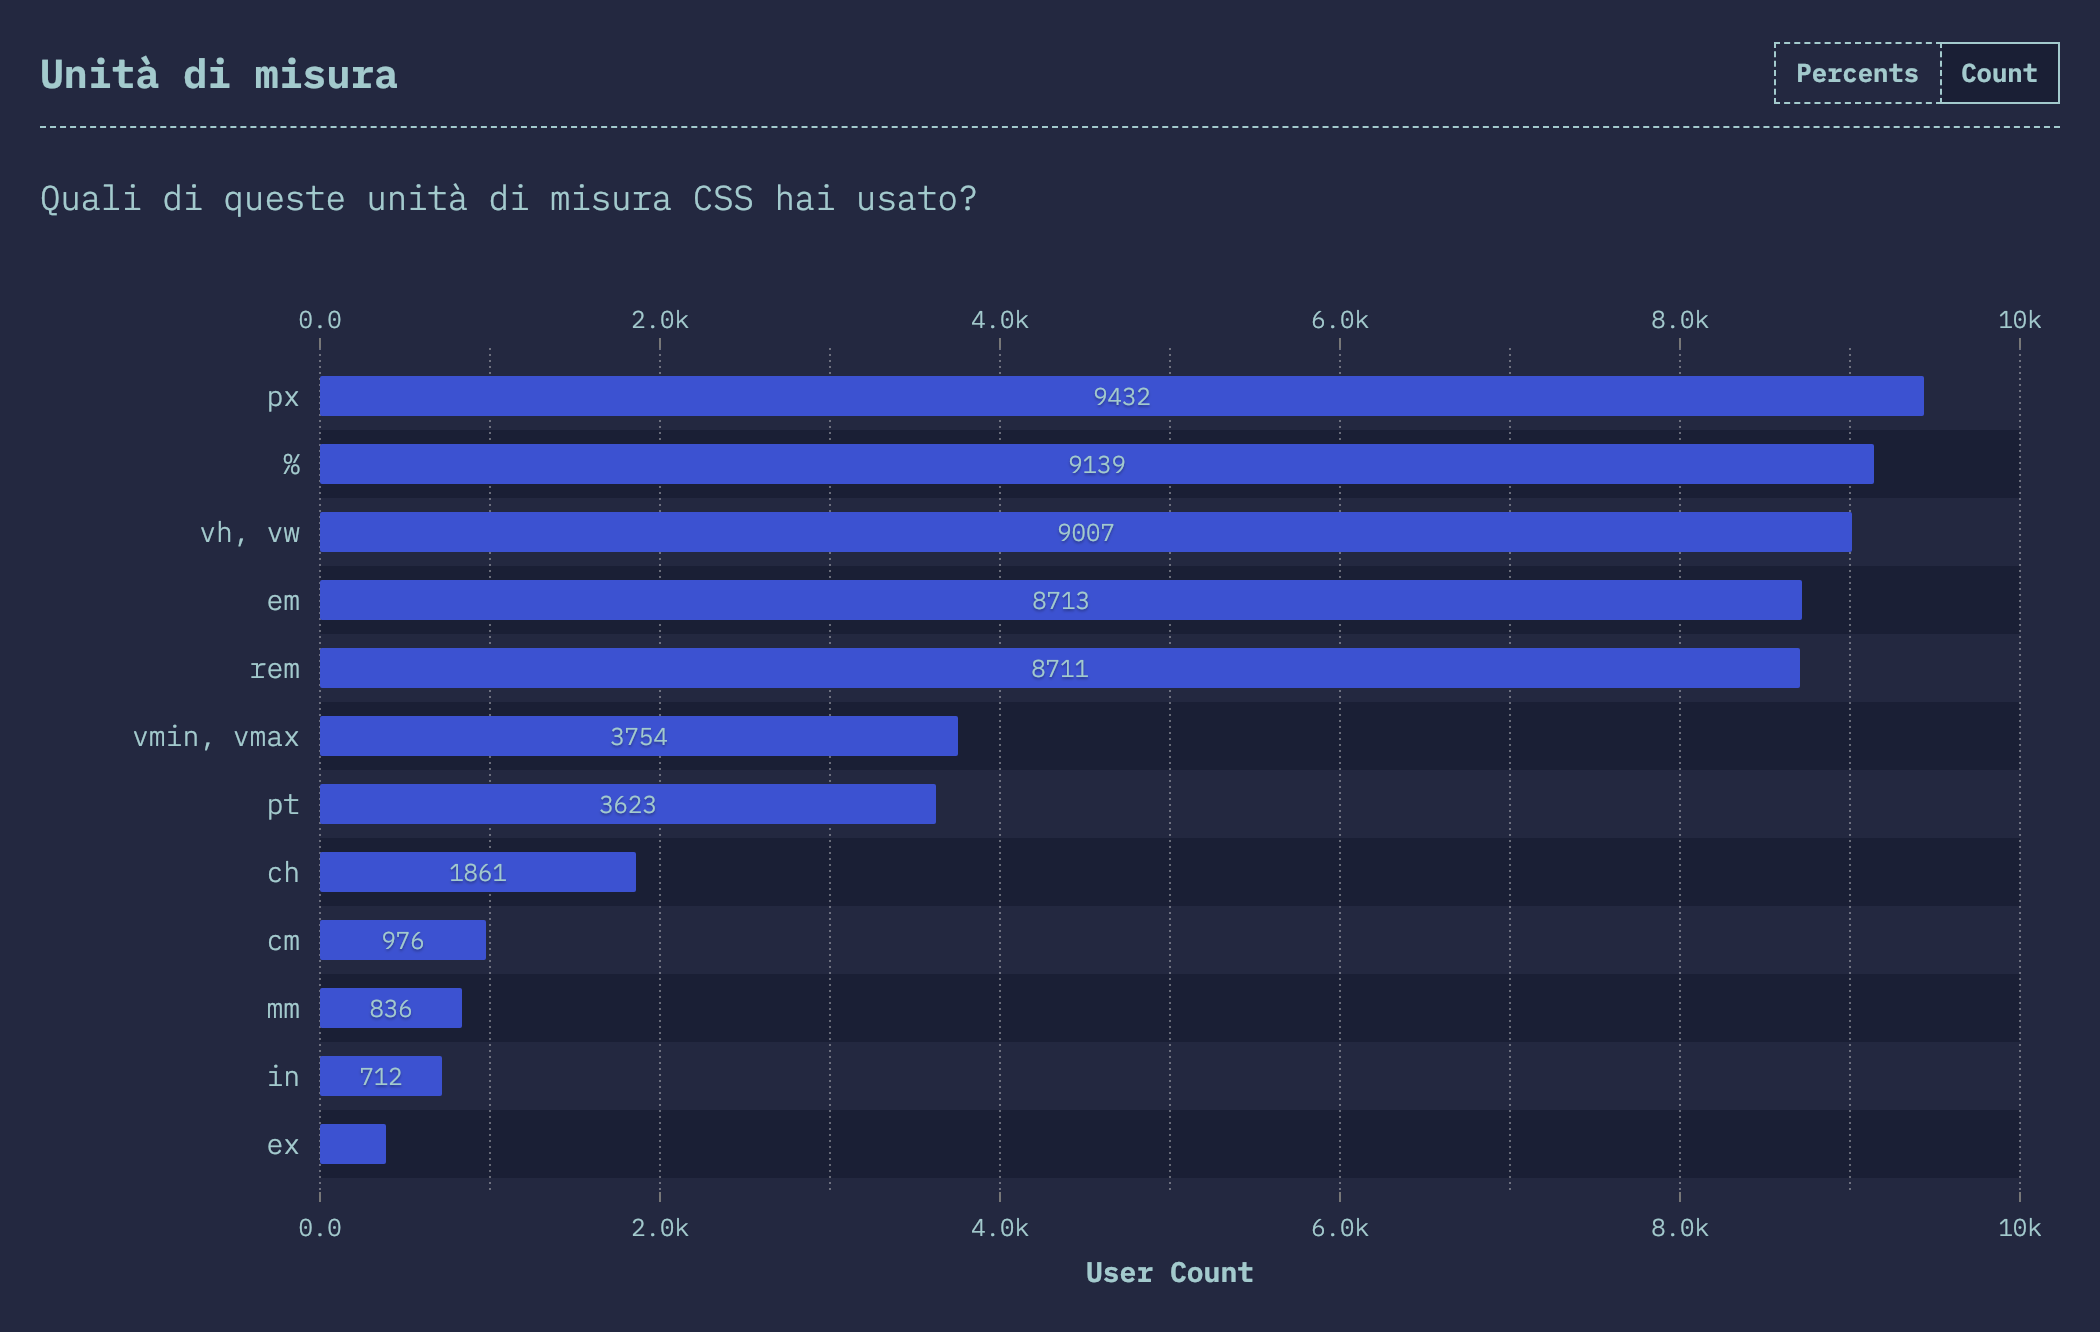 Unità di misura
Percents Count
Quali di queste unità di misura CSS hai usato?
0.0 2.0k 4.0k 6.0k 8.0k 10k
px 9432
% 9139
vh, vw 9007
em 8713
rem 8711
vmin, vmax 3754
pt 3623
ch 1861
cm 976
mm 836
in 712
ex
0.0 2.0k 4.0k 6.0k 8.0k 10k
User Count